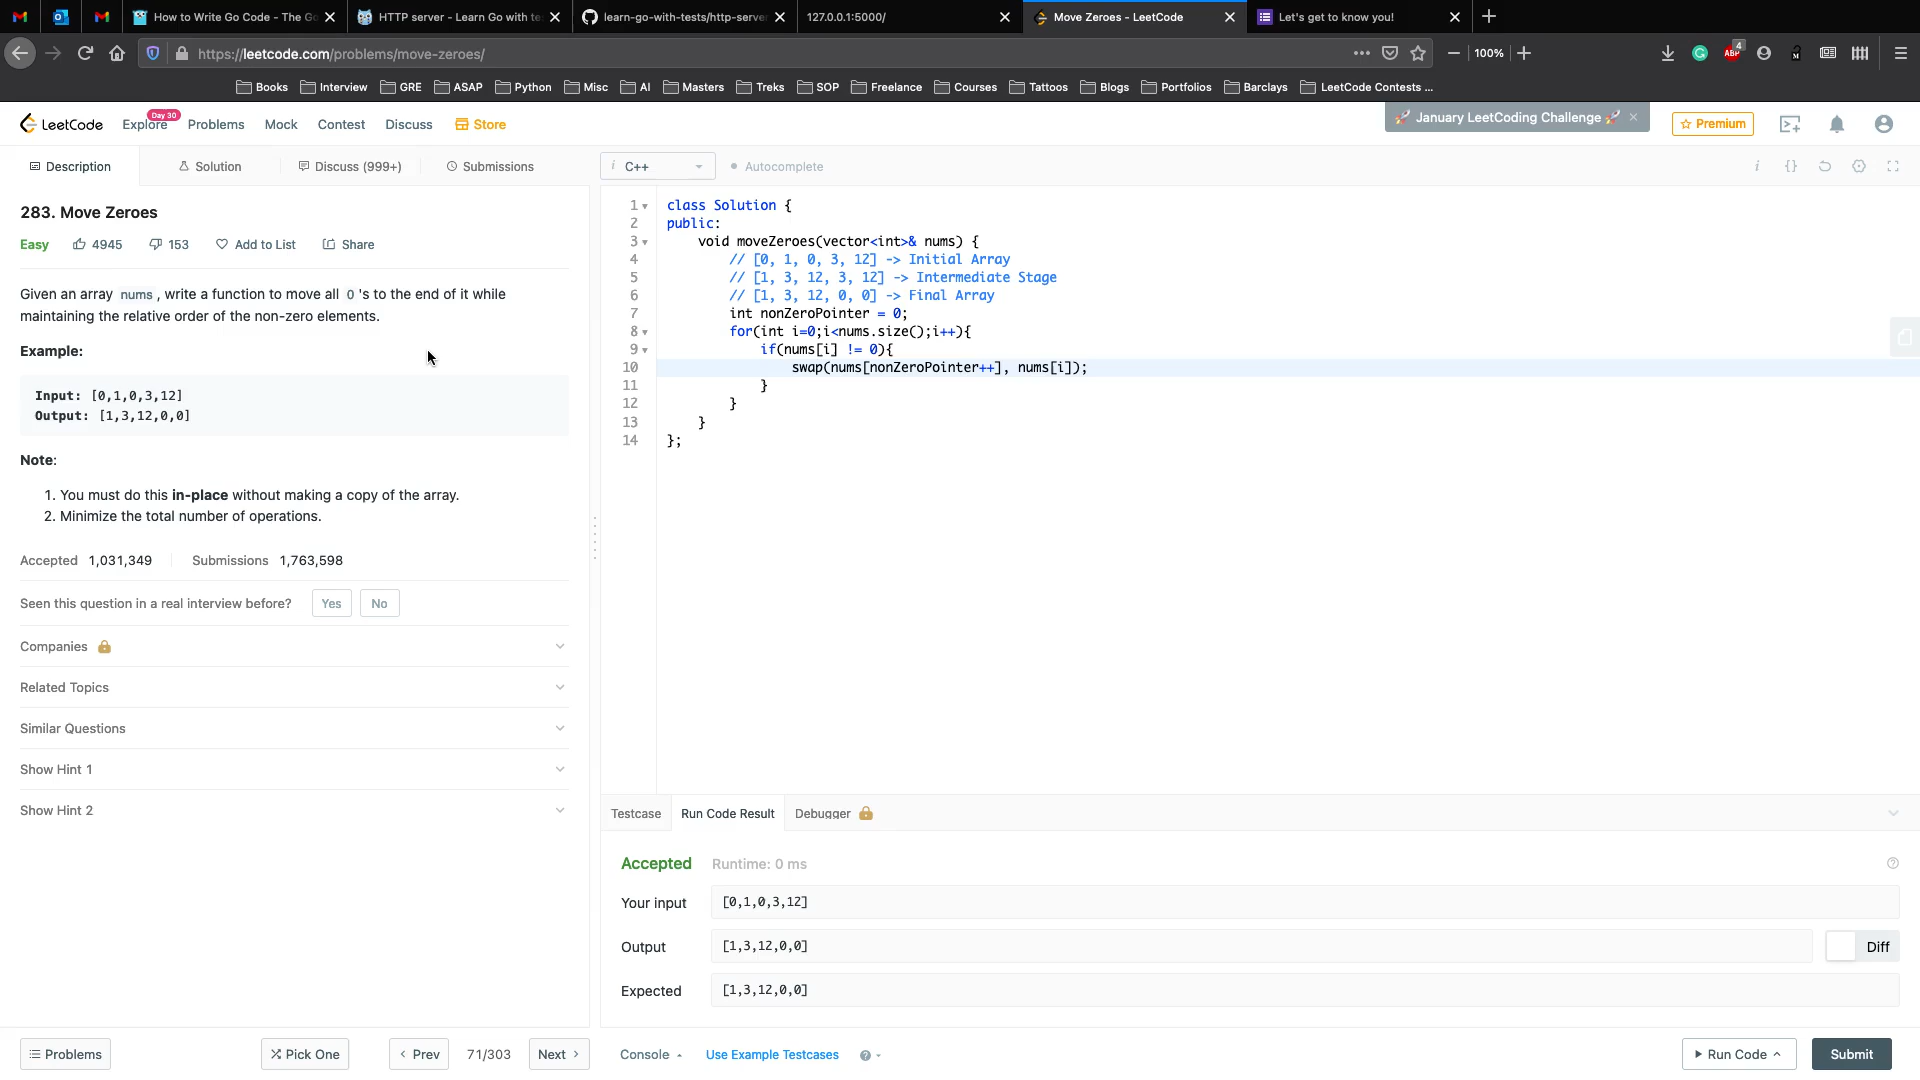 How to Write Go Code - The Go
HTTP server - Learn Go with te
learn-go-with-tests/http-serve
127.0.0.1:5000/
Move Zeroes - LeetCode
Let's get to know you!
https://leetcode.com/problems/move-zeroes/
100%
4
ABP
Books
Interview
GRE
ASAP
Python
Misc
AI
Masters
Treks
SOP
Freelance
Courses
Tattoos
Blogs
Portfolios
Barclays
LeetCode Contests ...
LeetCode
Explore
Day 30
Problems
Mock
Contest
Discuss
Store
🚀 January LeetCoding Challenge 🚀 ×
Premium
Description
Solution
Discuss (999+)
Submissions
i C++
Autocomplete
283. Move Zeroes
Easy 4945 153 Add to List Share
Given an array nums, write a function to move all 0's to the end of it while
maintaining the relative order of the non-zero elements.
Example:
Input: [0,1,0,3,12]
Output: [1,3,12,0,0]
Note:
1. You must do this in-place without making a copy of the array.
2. Minimize the total number of operations.
Accepted 1,031,349 Submissions 1,763,598
Seen this question in a real interview before? Yes No
Companies
Related Topics
Similar Questions
Show Hint 1
Show Hint 2
1 class Solution {
2 public:
3 void moveZeroes(vector<int>& nums) {
4 // [0, 1, 0, 3, 12] -> Initial Array
5 // [1, 3, 12, 3, 12] -> Intermediate Stage
6 // [1, 3, 12, 0, 0] -> Final Array
7 int nonZeroPointer = 0;
8 for(int i=0;i<nums.size();i++){
9 if(nums[i] != 0){
10 swap(nums[nonZeroPointer++], nums[i]);
11 }
12 }
13 }
14 };
Testcase
Run Code Result
Debugger
Accepted Runtime: 0 ms
Your input [0,1,0,3,12]
Output [1,3,12,0,0] Diff
Expected [1,3,12,0,0]
Problems
Pick One
Prev
71/303
Next
Console
Use Example Testcases
Run Code
Submit